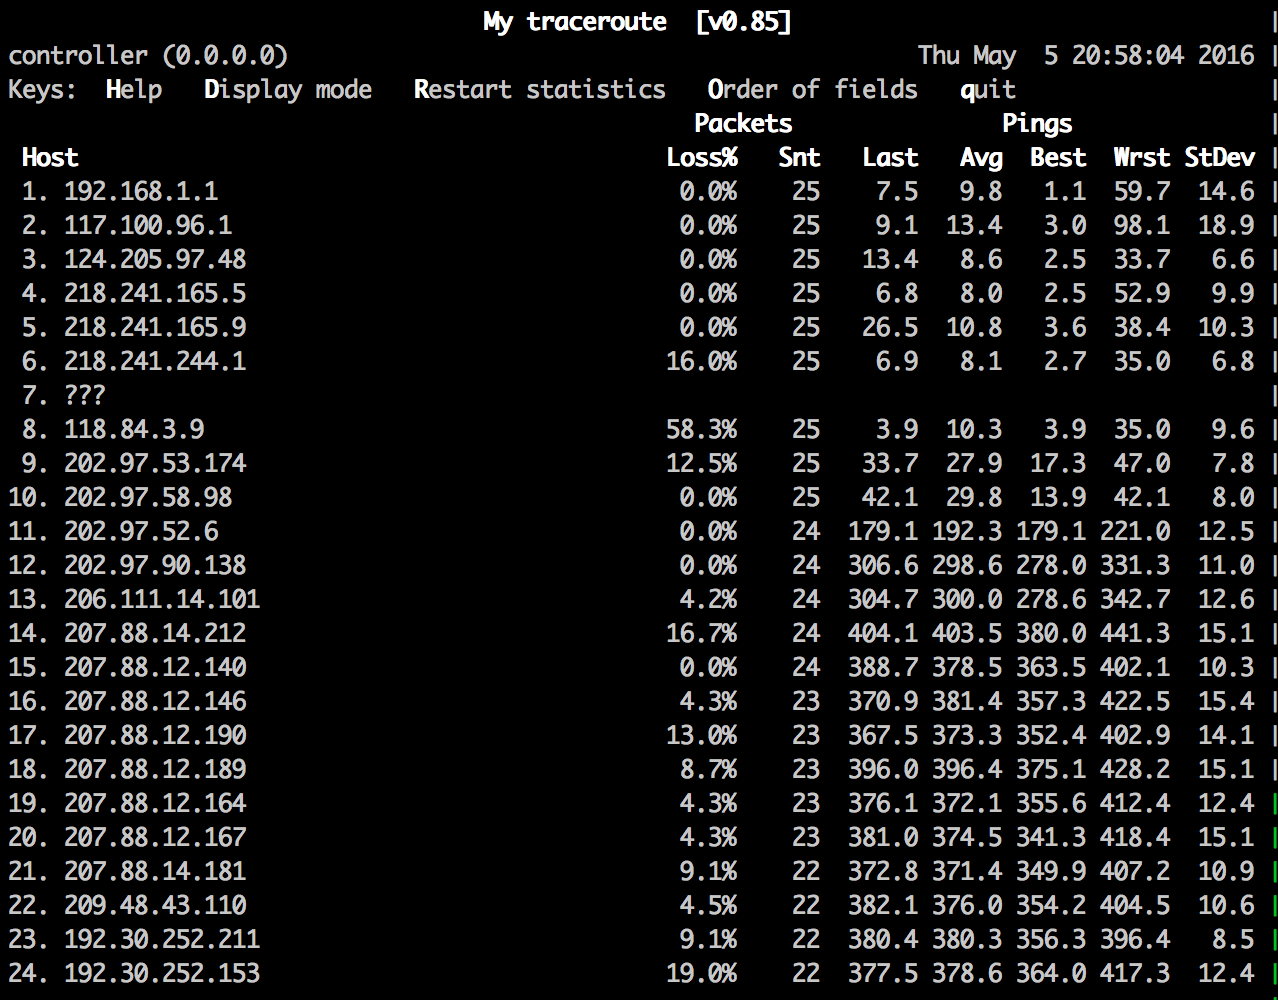 My traceroute  [v0.85]
controller (0.0.0.0) Thu May  5 20:58:04 2016
Keys:  Help   Display mode   Restart statistics   Order of fields   quit
Packets Pings
Host Loss% Snt Last Avg Best Wrst StDev
1. 192.168.1.1 0.0% 25 7.5 9.8 1.1 59.7 14.6
2. 117.100.96.1 0.0% 25 9.1 13.4 3.0 98.1 18.9
3. 124.205.97.48 0.0% 25 13.4 8.6 2.5 33.7 6.6
4. 218.241.165.5 0.0% 25 6.8 8.0 2.5 52.9 9.9
5. 218.241.165.9 0.0% 25 26.5 10.8 3.6 38.4 10.3
6. 218.241.244.1 16.0% 25 6.9 8.1 2.7 35.0 6.8
7. ???
8. 118.84.3.9 58.3% 25 3.9 10.3 3.9 35.0 9.6
9. 202.97.53.174 12.5% 25 33.7 27.9 17.3 47.0 7.8
10. 202.97.58.98 0.0% 25 42.1 29.8 13.9 42.1 8.0
11. 202.97.52.6 0.0% 24 179.1 192.3 179.1 221.0 12.5
12. 202.97.90.138 0.0% 24 306.6 298.6 278.0 331.3 11.0
13. 206.111.14.101 4.2% 24 304.7 300.0 278.6 342.7 12.6
14. 207.88.14.212 16.7% 24 404.1 403.5 380.0 441.3 15.1
15. 207.88.12.140 0.0% 24 388.7 378.5 363.5 402.1 10.3
16. 207.88.12.146 4.3% 23 370.9 381.4 357.3 422.5 15.4
17. 207.88.12.190 13.0% 23 367.5 373.3 352.4 402.9 14.1
18. 207.88.12.189 8.7% 23 396.0 396.4 375.1 428.2 15.1
19. 207.88.12.164 4.3% 23 376.1 372.1 355.6 412.4 12.4
20. 207.88.12.167 4.3% 23 381.0 374.5 341.3 418.4 15.1
21. 207.88.14.181 9.1% 22 372.8 371.4 349.9 407.2 10.9
22. 209.48.43.110 4.5% 22 382.1 376.0 354.2 404.5 10.6
23. 192.30.252.211 9.1% 22 380.4 380.3 356.3 396.4 8.5
24. 192.30.252.153 19.0% 22 377.5 378.6 364.0 417.3 12.4